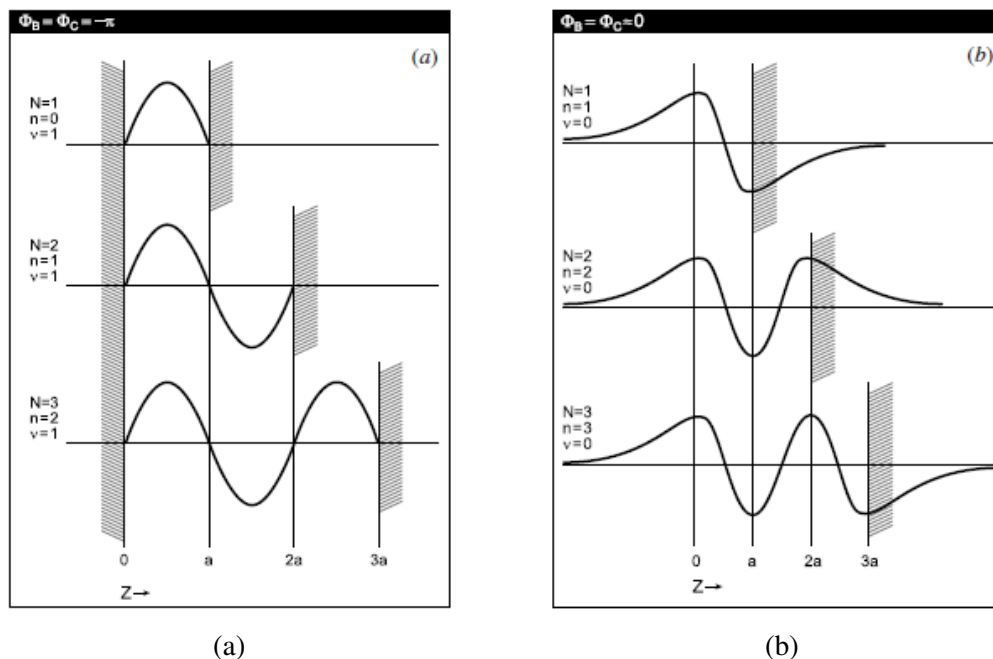 Φ_B = Φ_C = −π
(a)
N=1
n=0
ν=1
N=2
n=1
ν=1
N=3
n=2
ν=1
0 a 2a 3a
Z→
(a)
Φ_B = Φ_C ≈ 0
(b)
N=1
n=1
ν=0
N=2
n=2
ν=0
N=3
n=3
ν=0
0 a 2a 3a
Z→
(b)